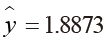 ŷ = 1.8873